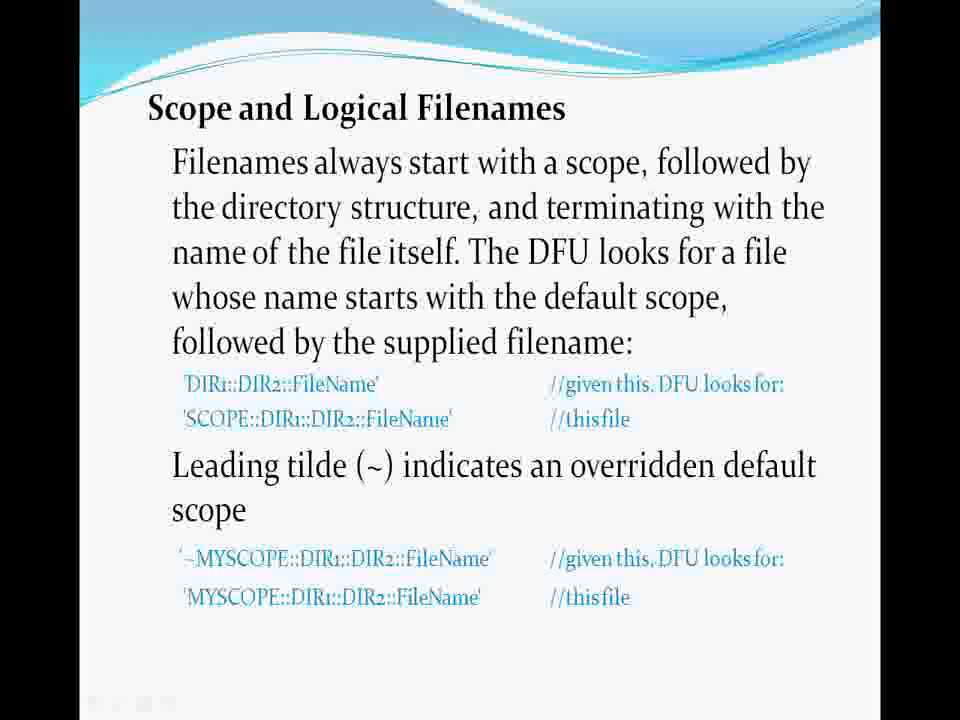 Scope and Logical Filenames
Filenames always start with a scope, followed by
the directory structure, and terminating with the
name of the file itself. The DFU looks for a file
whose name starts with the default scope,
followed by the supplied filename:
'DIR1::DIR2::FileName' //given this, DFU looks for:
'SCOPE::DIR1::DIR2::FileName' //this file
Leading tilde (~) indicates an overridden default
scope
'~MYSCOPE::DIR1::DIR2::FileName' //given this, DFU looks for:
'MYSCOPE::DIR1::DIR2::FileName' //this file